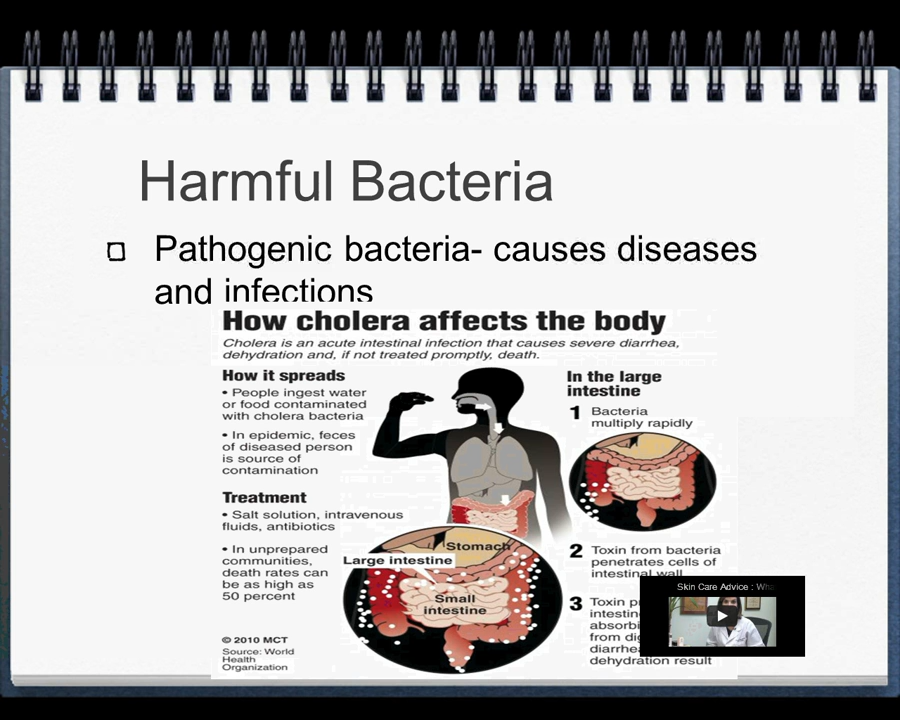 Harmful Bacteria
Pathogenic bacteria- causes diseases
and infections
How cholera affects the body
Cholera is an acute intestinal infection that causes severe diarrhea,
dehydration and, if not treated promptly, death.
How it spreads
• People ingest water
or food contaminated
with cholera bacteria
• In epidemic, feces
of diseased person
is source of
contamination
Treatment
• Salt solution, intravenous
fluids, antibiotics
• In unprepared
communities,
death rates can
be as high as
50 percent
© 2010 MCT
Source: World
Health
Organization
Stomach
Large intestine
Small
intestine
In the large
intestine
1 Bacteria
multiply rapidly
2 Toxin from bacteria
penetrates cells of
intestinal wall
3 Toxin
from
dehydration result
Skin Care Advice :